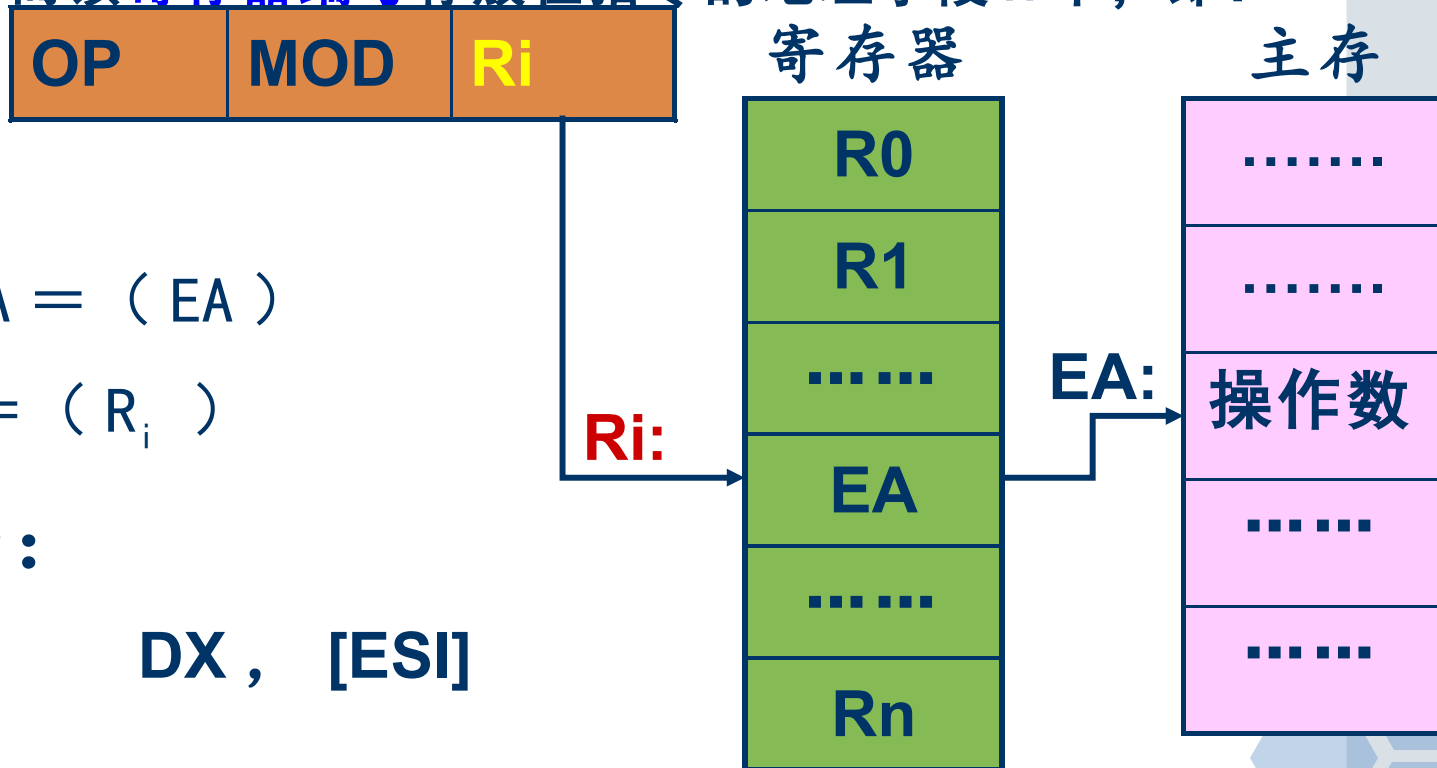 OP MOD Ri
寄存器 主存
R0
R1
…… 
EA
……
Rn
Ri:
EA:
.......
.......
操作数
……
……
＝（EA）
＝（R_i ）
：
DX， [ESI]